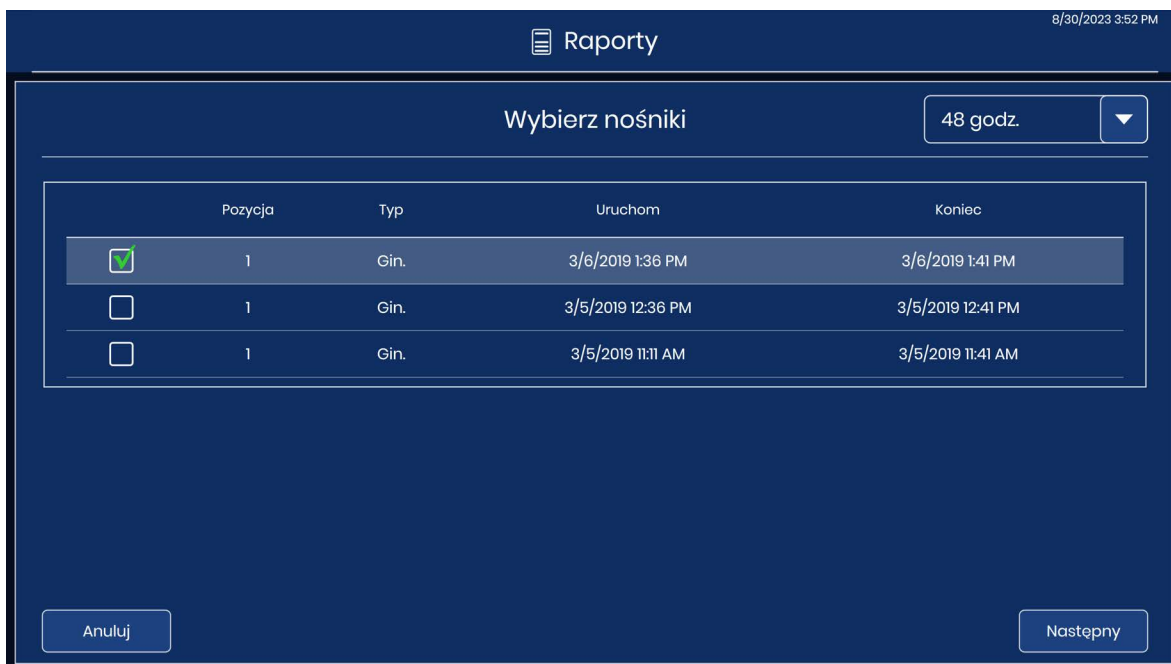 8/30/2023 3:52 PM
Raporty
Wybierz nośniki
48 godz.
Pozycja Typ Uruchom Koniec
1 Gin. 3/6/2019 1:36 PM 3/6/2019 1:41 PM
1 Gin. 3/5/2019 12:36 PM 3/5/2019 12:41 PM
1 Gin. 3/5/2019 11:11 AM 3/5/2019 11:41 AM
Anuluj Następny